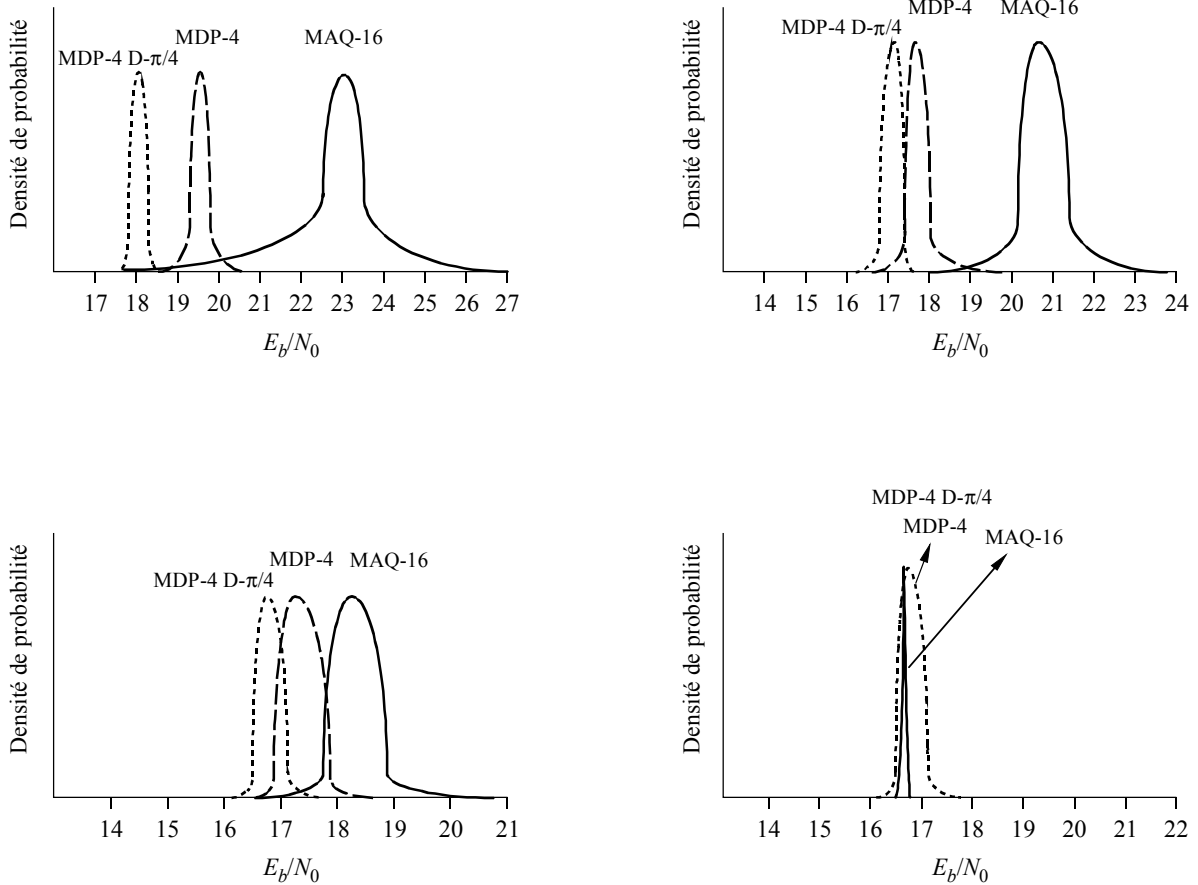 Densité de probabilité
MDP-4 D-π/4
MDP-4
MAQ-16
17 18 19 20 21 22 23 24 25 26 27
E_b/N_0
Densité de probabilité
MDP-4 D-π/4
MDP-4
MAQ-16
14 15 16 17 18 19 20 21 22 23 24
E_b/N_0
Densité de probabilité
MDP-4 D-π/4
MDP-4
MAQ-16
14 15 16 17 18 19 20 21
E_b/N_0
Densité de probabilité
MDP-4 D-π/4
MDP-4
MAQ-16
14 15 16 17 18 19 20 21 22
E_b/N_0